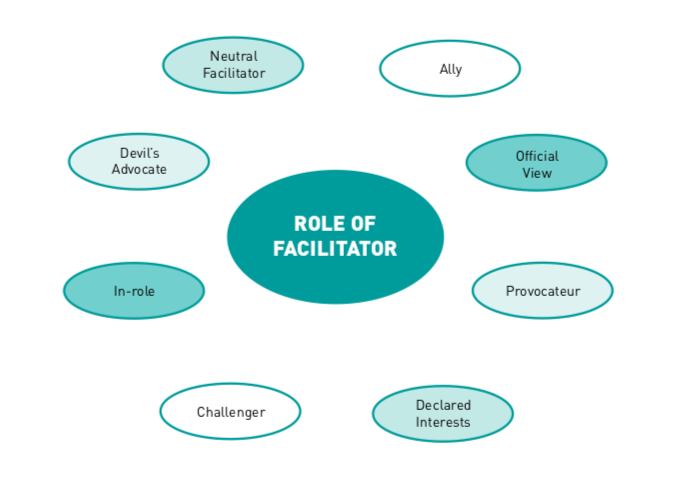 Neutral
Facilitator
Ally
Devil's
Advocate
Official
View
ROLE OF
FACILITATOR
In-role
Provocateur
Challenger
Declared
Interests